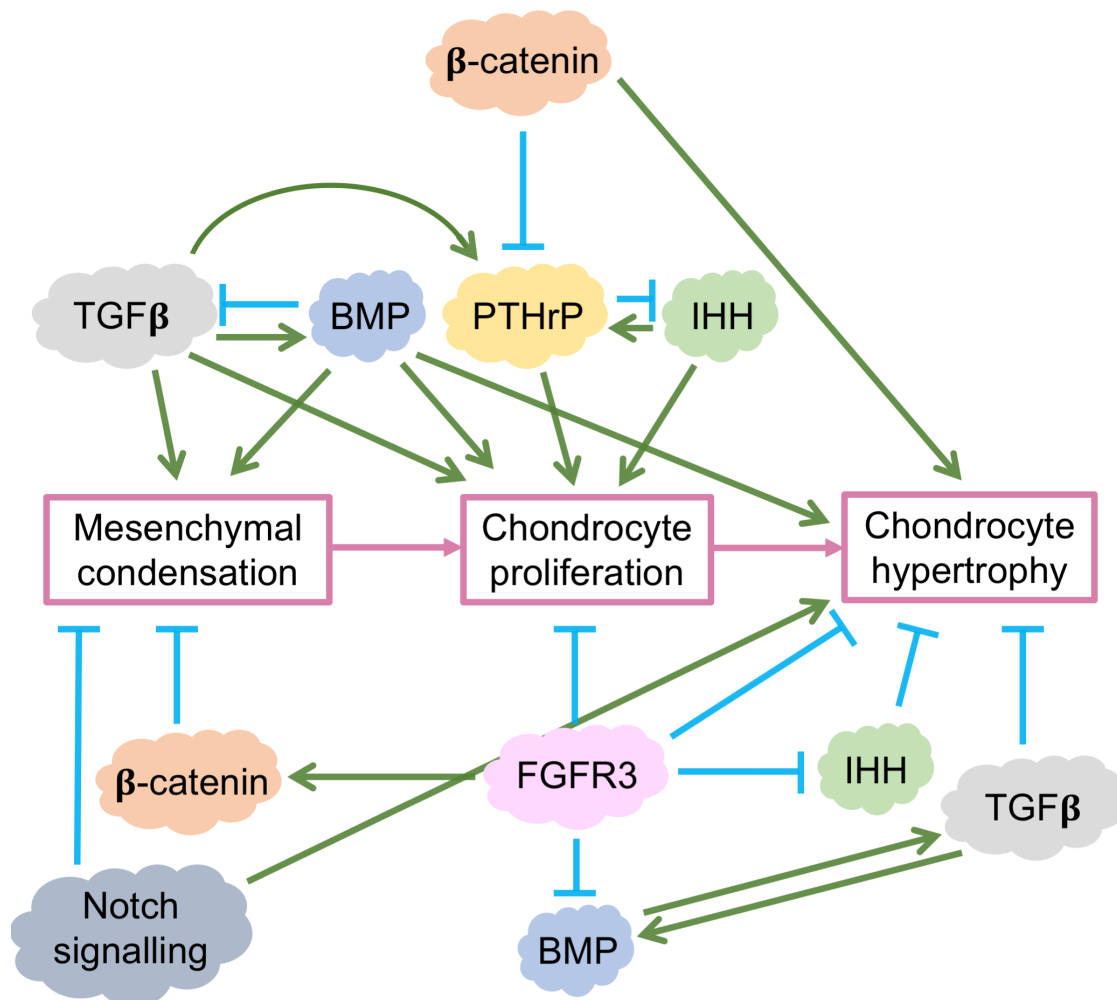 β-catenin
TGFβ
BMP
PTHrP
IHH
Mesenchymal
condensation
Chondrocyte
proliferation
Chondrocyte
hypertrophy
β-catenin
FGFR3
IHH
TGFβ
Notch
signalling
BMP